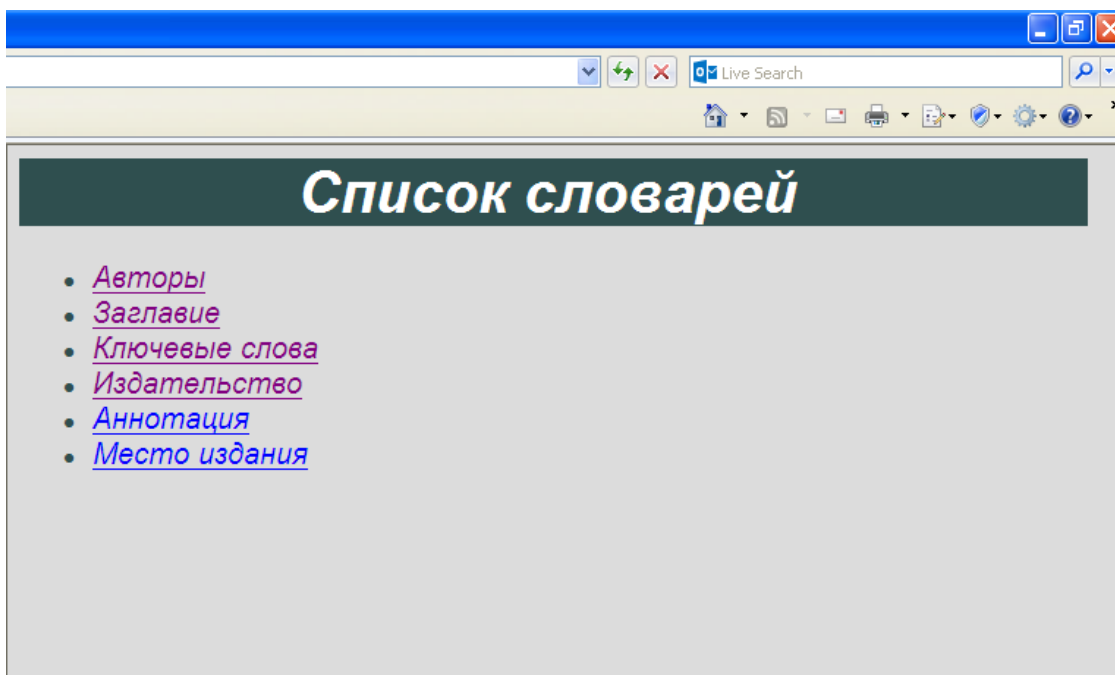 Live Search
Список словарей
Авторы
Заглавие
Ключевые слова
Издательство
Аннотация
Место издания